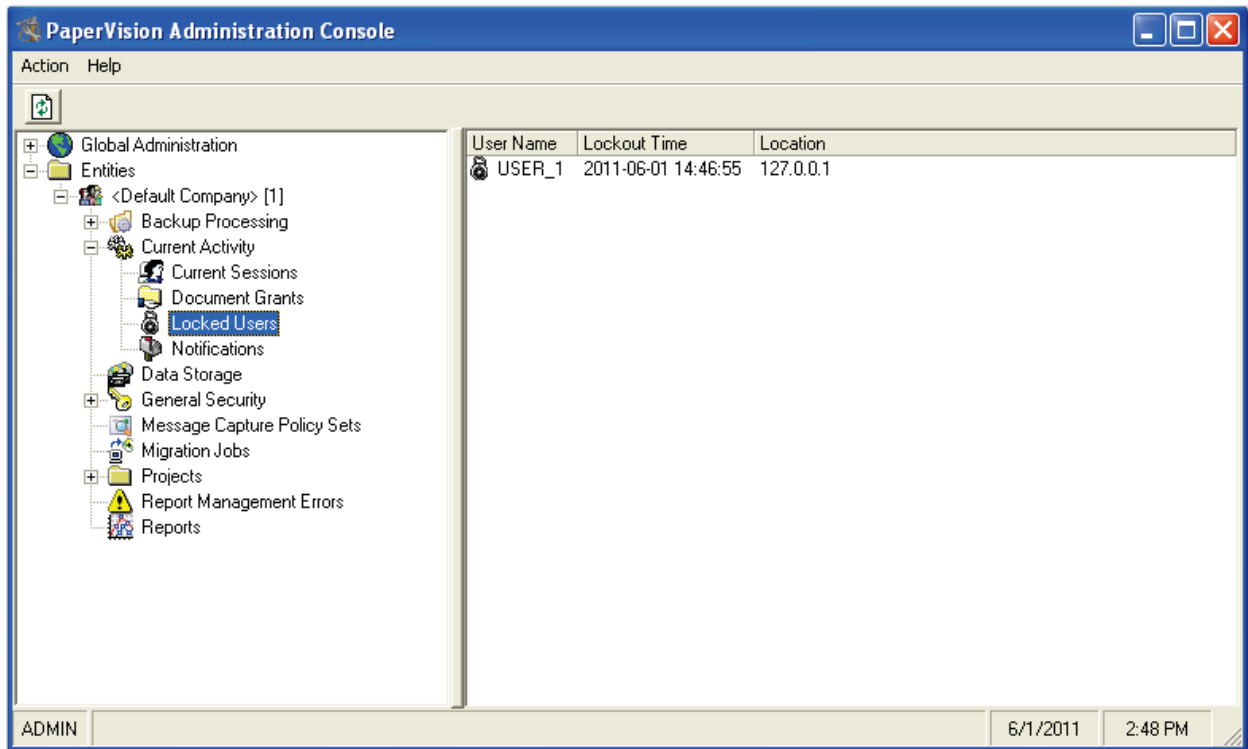 PaperVision Administration Console
Action Help
Global Administration
Entities
<Default Company> [1]
Backup Processing
Current Activity
Current Sessions
Document Grants
Locked Users
Notifications
Data Storage
General Security
Message Capture Policy Sets
Migration Jobs
Projects
Report Management Errors
Reports
User Name Lockout Time Location
USER_1 2011-06-01 14:46:55 127.0.0.1
ADMIN 6/1/2011 2:48 PM